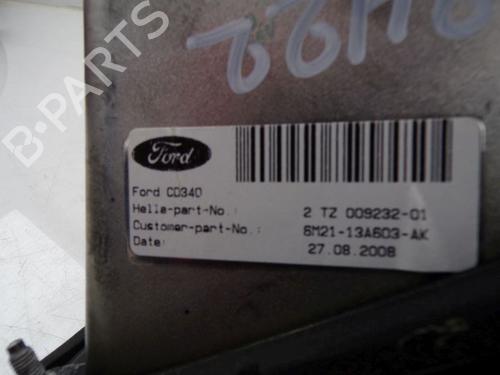 B-PARTS
Ford
Ford CD340
Hella-part-No.: 2 TZ 009232-01
Customer-part-No.: 6M21-13A603-AK
Date: 27.08.2008